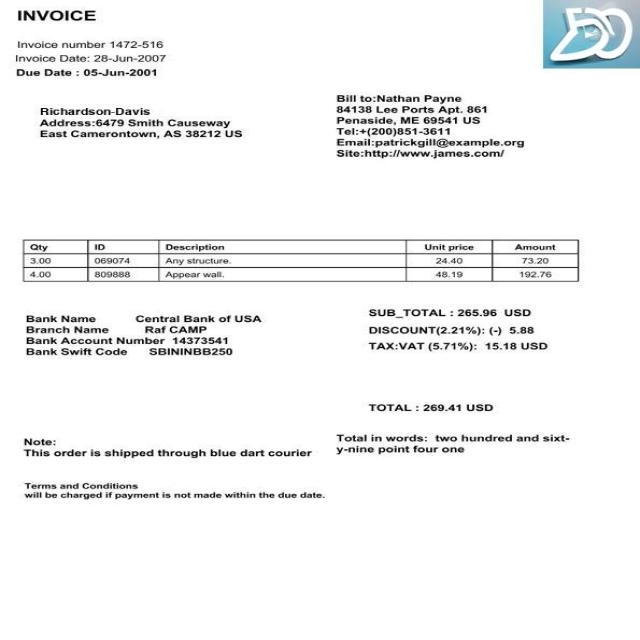 INVOICE
Invoice number 1472-516
Invoice Date: 28-Jun-2007
Due Date : 05-Jun-2001
Richardson-Davis
Address:6479 Smith Causeway
East Camerontown, AS 38212 US
Bill to:Nathan Payne
84138 Lee Ports Apt. 861
Penaside, ME 69541 US
Tel:+(200)851-3611
Email:patrickgill@example.org
Site:http://www.james.com/
Qty ID Description Unit price Amount
3.00 069074 Any structure. 24.40 73.20
4.00 809888 Appear wall. 48.19 192.76
Bank Name Central Bank of USA
Branch Name Raf CAMP
Bank Account Number 14373541
Bank Swift Code SBININBB250
SUB_TOTAL : 265.96 USD
DISCOUNT(2.21%): (-) 5.88
TAX:VAT (5.71%): 15.18 USD
TOTAL : 269.41 USD
Note:
This order is shipped through blue dart courier
Total in words: two hundred and sixt-
y-nine point four one
Terms and Conditions
will be charged if payment is not made within the due date.